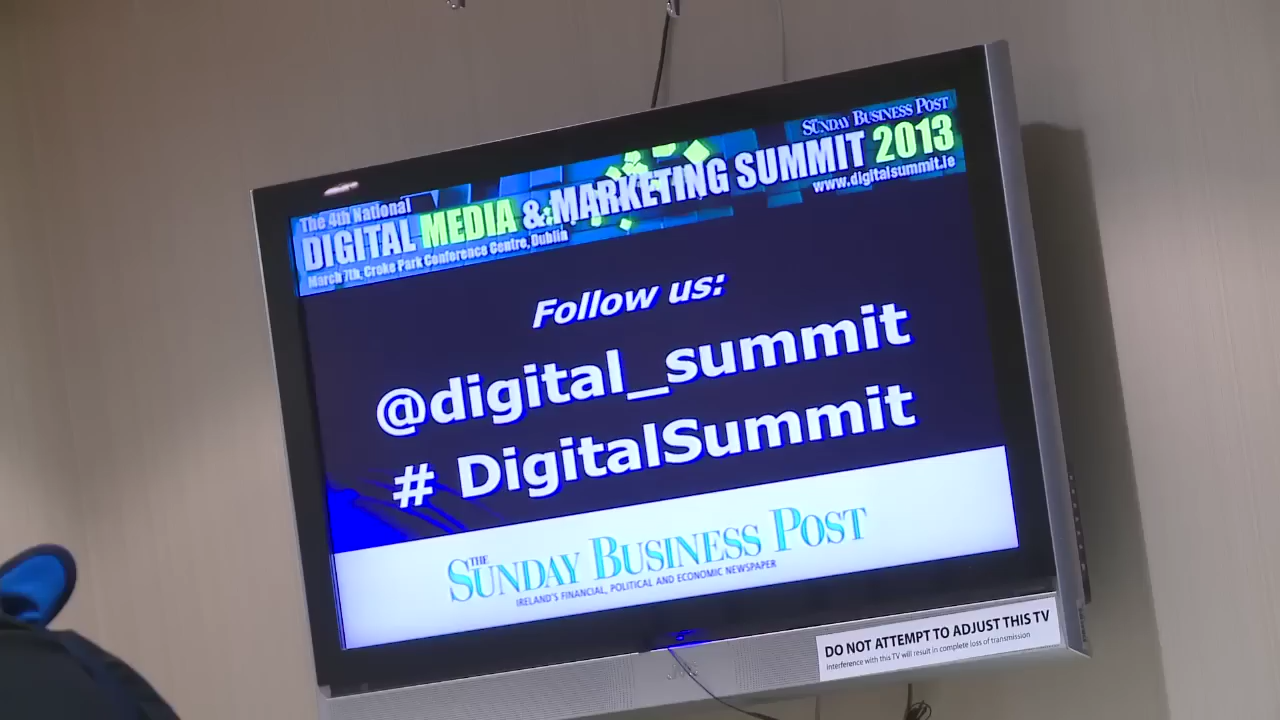 SUNDAY BUSINESS POST
The 4th National
DIGITAL MEDIA & MARKETING SUMMIT 2013
March 7th, Croke Park Conference Centre, Dublin
www.digitalsummit.ie
Follow us:
@digital_summit
# DigitalSummit
THE SUNDAY BUSINESS POST
IRELAND'S FINANCIAL, POLITICAL AND ECONOMIC NEWSPAPER
DO NOT ATTEMPT TO ADJUST THIS TV
Interference with this TV will result in complete loss of transmission